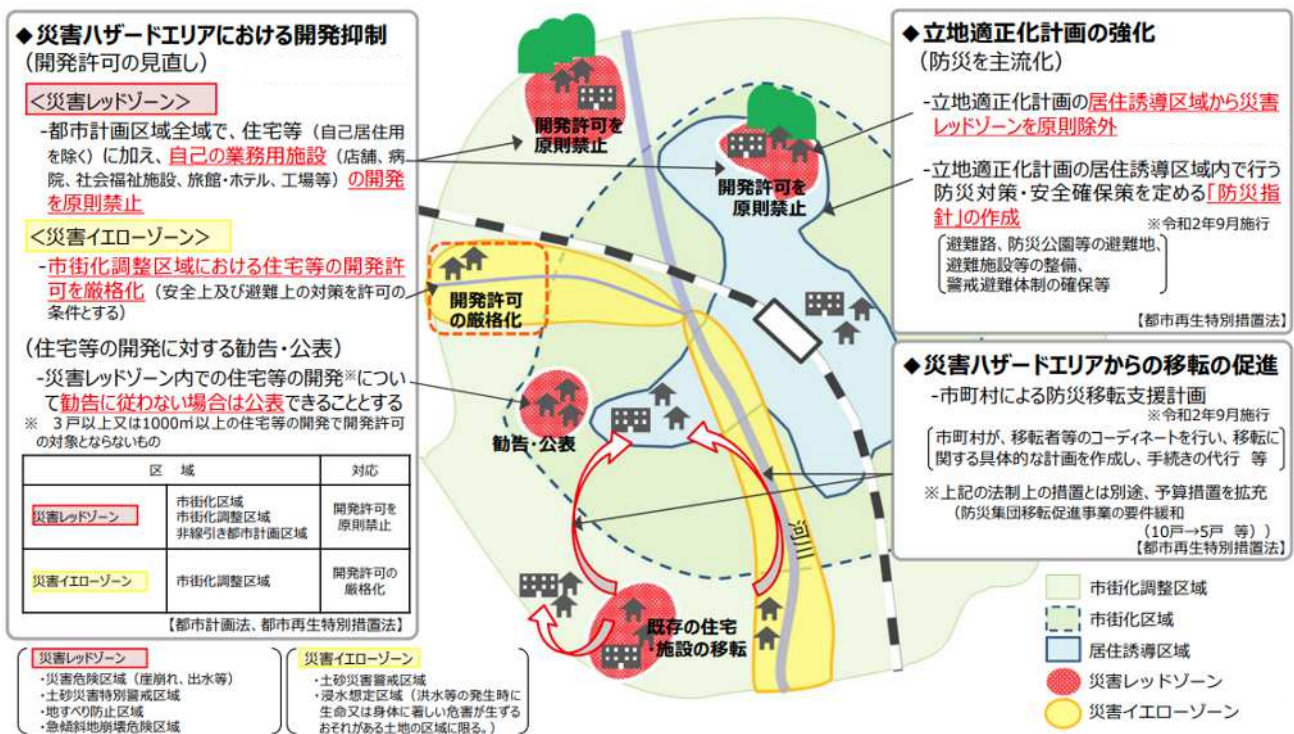 ◆災害ハザードエリアにおける開発抑制
(開発許可の見直し)
<災害レッドゾーン>
-都市計画区域全域で、住宅等(自己居住用
を除く)に加え、自己の業務用施設(店舗、病
院、社会福祉施設、旅館・ホテル、工場等)の開発
を原則禁止
<災害イエローゾーン>
-市街化調整区域における住宅等の開発許
可を厳格化(安全上及び避難上の対策を許可の
条件とする)
(住宅等の開発に対する勧告・公表)
-災害レッドゾーン内での住宅等の開発※につい
て勧告に従わない場合は公表できることとする
※ 3戸以上又は1000㎡以上の住宅等の開発で開発許可
の対象とならないもの
区 域 対応
災害レッドゾーン
市街化区域
市街化調整区域
非線引き都市計画区域
開発許可を
原則禁止
災害イエローゾーン
市街化調整区域
開発許可の
厳格化
【都市計画法、都市再生特別措置法】
災害レッドゾーン
・災害危険区域(崖崩れ、出水等)
・土砂災害特別警戒区域
・地すべり防止区域
・急傾斜地崩壊危険区域
災害イエローゾーン
・土砂災害警戒区域
・浸水想定区域(洪水等の発生時に
生命又は身体に著しい危害が生ずる
おそれがある土地の区域に限る。)
開発許可を
原則禁止
開発許可を
原則禁止
開発許可
の厳格化
勧告・公表
河川
既存の住宅
・施設の移転
◆立地適正化計画の強化
(防災を主流化)
-立地適正化計画の居住誘導区域から災害
レッドゾーンを原則除外
-立地適正化計画の居住誘導区域内で行う
防災対策・安全確保策を定める「防災指
針」の作成
※令和2年9月施行
避難路、防災公園等の避難地、
避難施設等の整備、
警戒避難体制の確保等
【都市再生特別措置法】
◆災害ハザードエリアからの移転の促進
-市町村による防災移転支援計画
※令和2年9月施行
市町村が、移転者等のコーディネートを行い、移転に
関する具体的な計画を作成し、手続きの代行 等
※上記の法制上の措置とは別途、予算措置を拡充
(防災集団移転促進事業の要件緩和
(10戸→5戸 等))
【都市再生特別措置法】
市街化調整区域
市街化区域
居住誘導区域
災害レッドゾーン
災害イエローゾーン